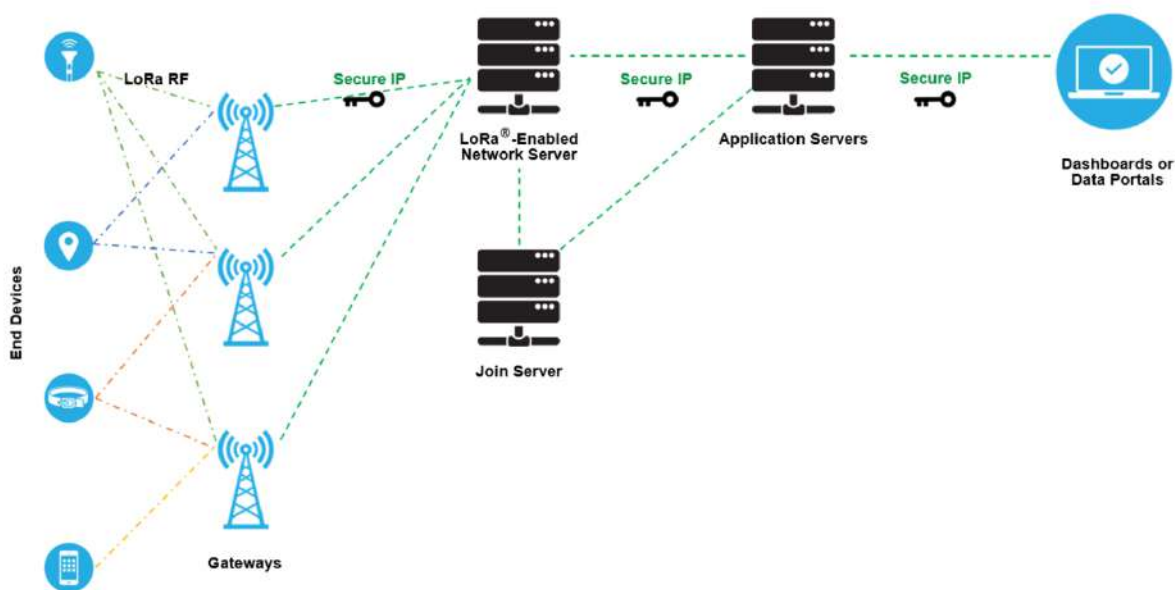 LoRa RF
Secure IP
Secure IP
Secure IP
LoRa®-Enabled
Network Server
Application Servers
Dashboards or
Data Portals
End Devices
Join Server
Gateways